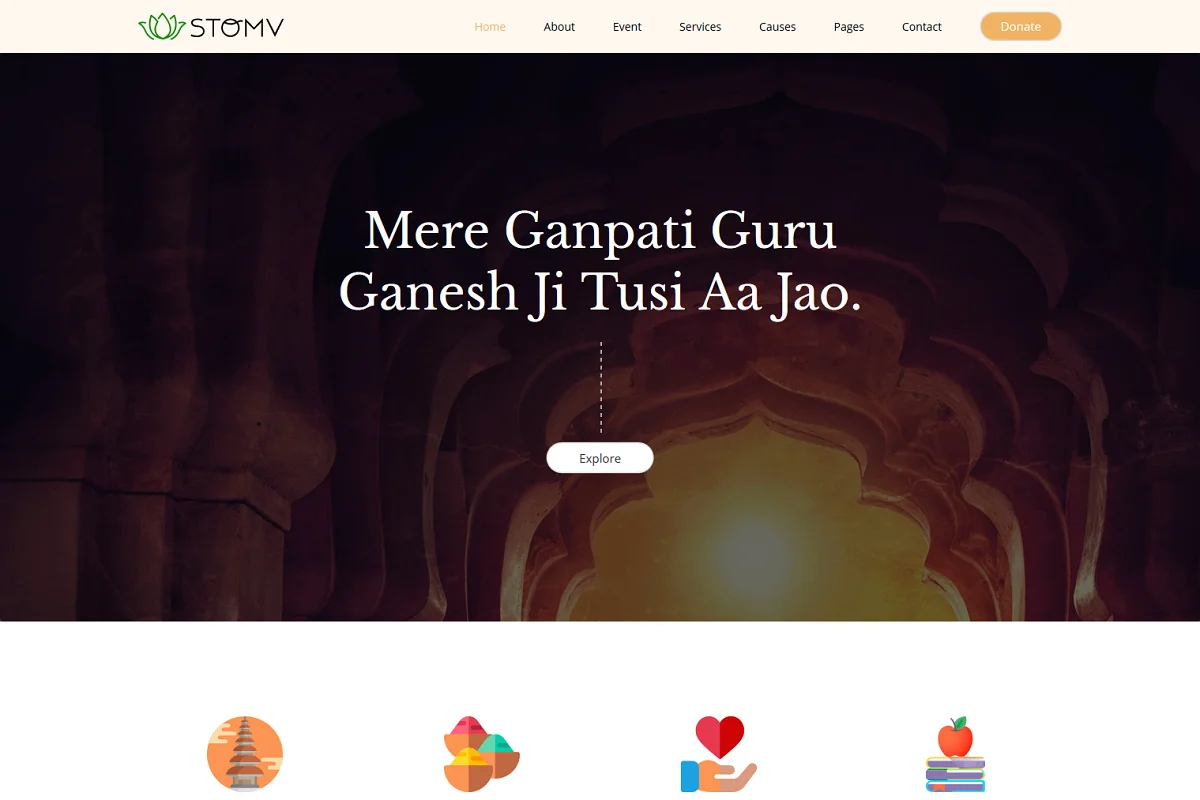 STOMV
Home
About
Event
Services
Causes
Pages
Contact
Donate
Mere Ganpati Guru
Ganesh Ji Tusi Aa Jao.
Explore